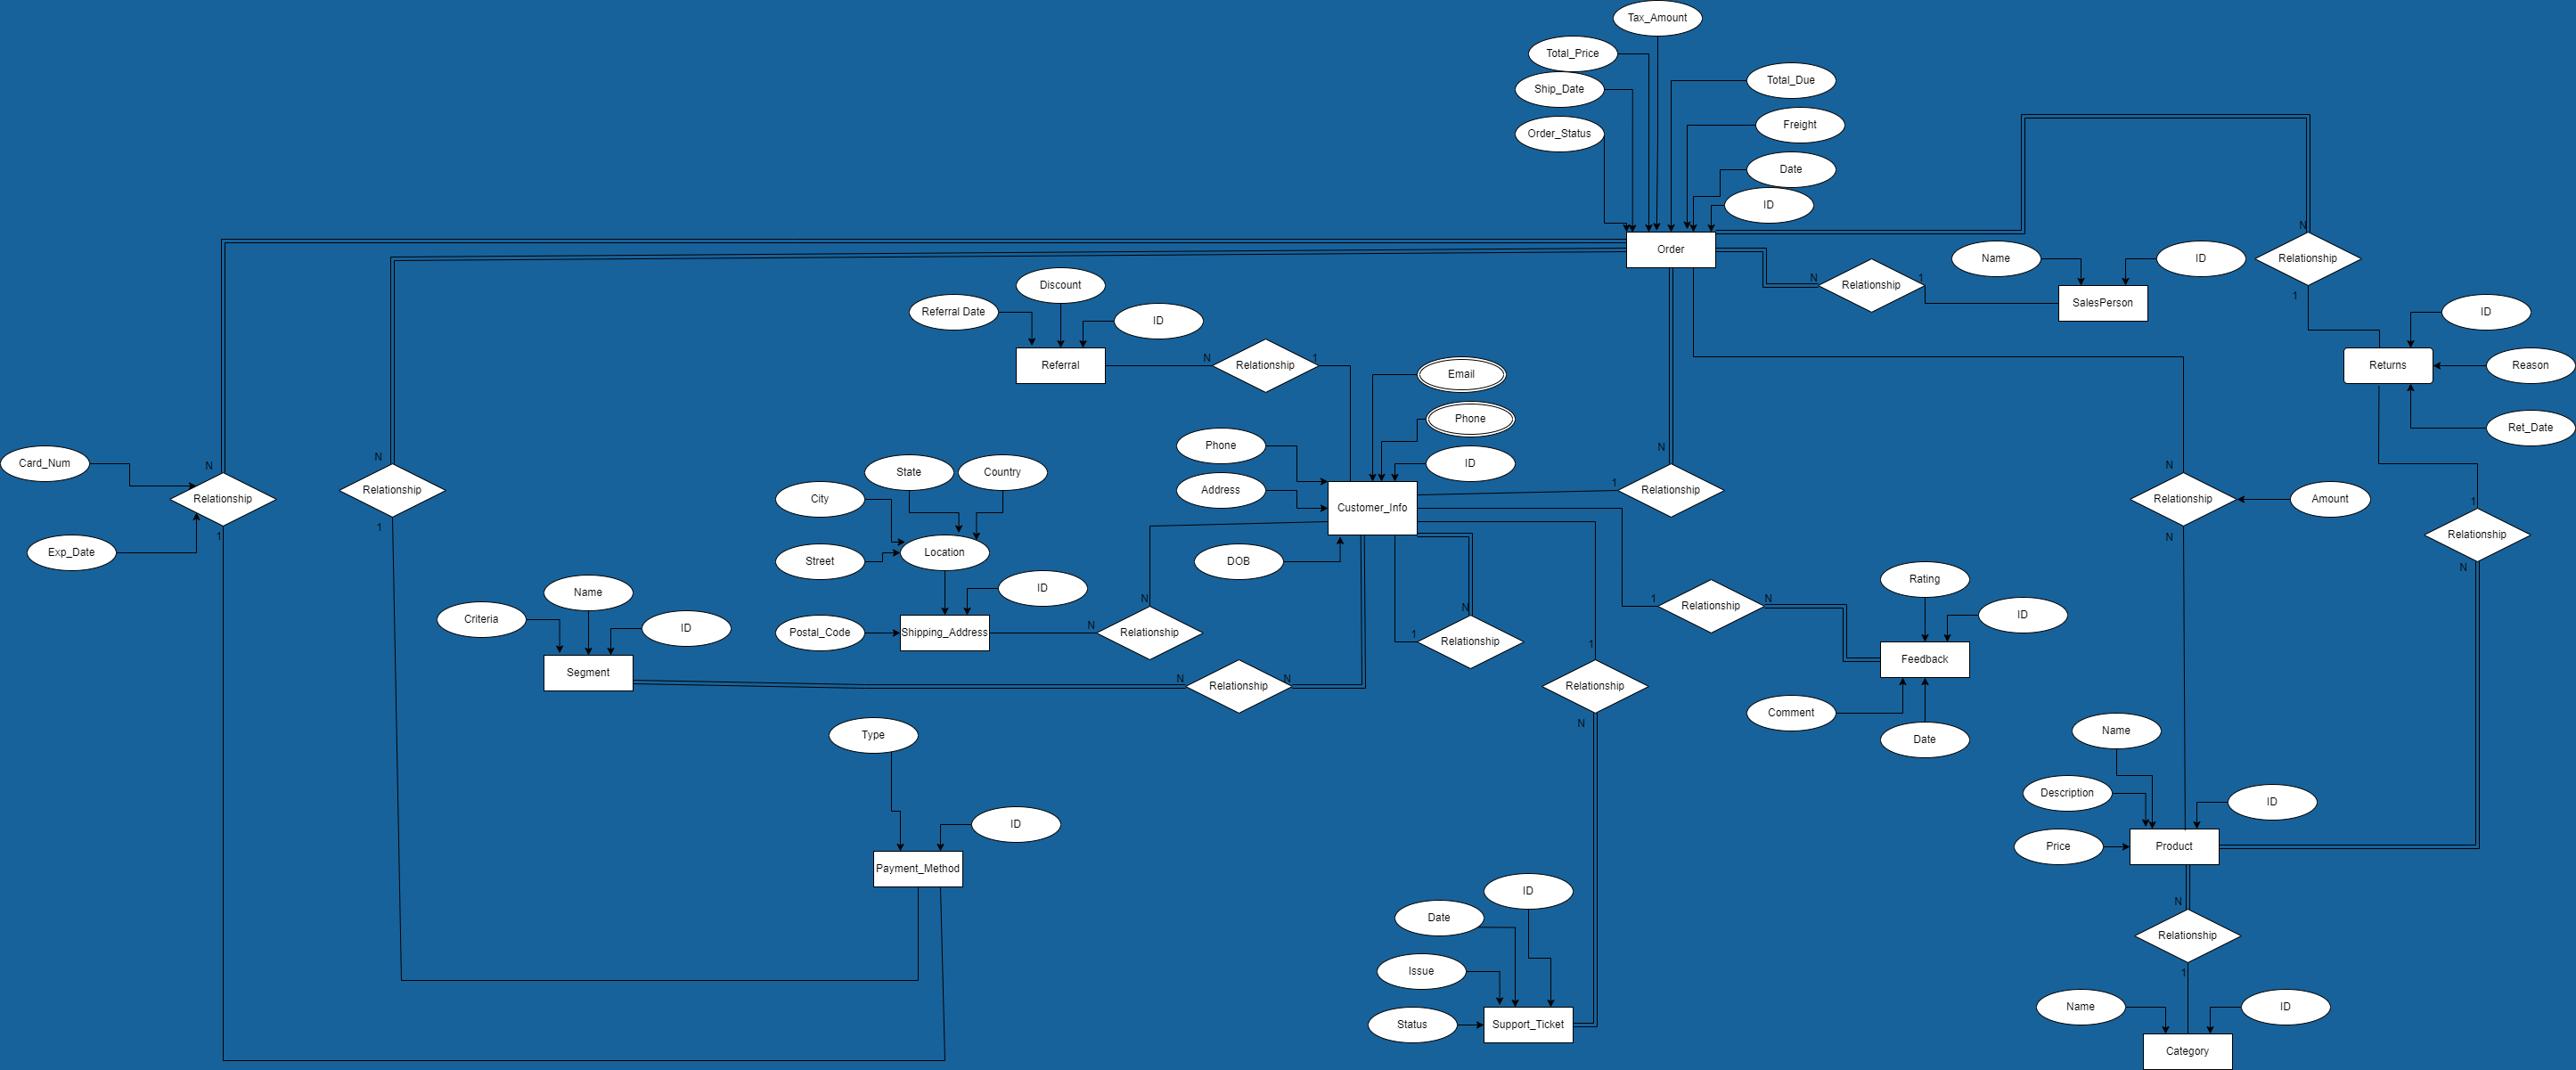 Tax_Amount
Total_Price
Total_Due
Ship_Date
Freight
Order_Status
Date
ID
N
Order
Name
ID
Relationship
N
Relationship
1
Discount
1
SalesPerson
Referral Date
ID
ID
N
Relationship
1
Referral
Email
Returns
Reason
Phone
Ret_Date
Phone
N
N
Card_Num
N
ID
N
State
Country
1
Relationship
Address
Relationship
Relationship
Amount
1
City
Relationship
Customer_Info
1
1
N
Relationship
Exp_Date
Location
Street
DOB
N
Rating
Name
ID
N
1
Relationship
N
N
ID
Criteria
ID
Postal_Code
Shipping_Address
N
Relationship
1
Relationship
1
Feedback
Segment
N
Relationship
N
Relationship
Comment
N
Type
Date
Name
Description
ID
ID
Price
Product
Payment_Method
ID
N
Date
Relationship
Issue
1
Name
ID
Status
Support_Ticket
Category